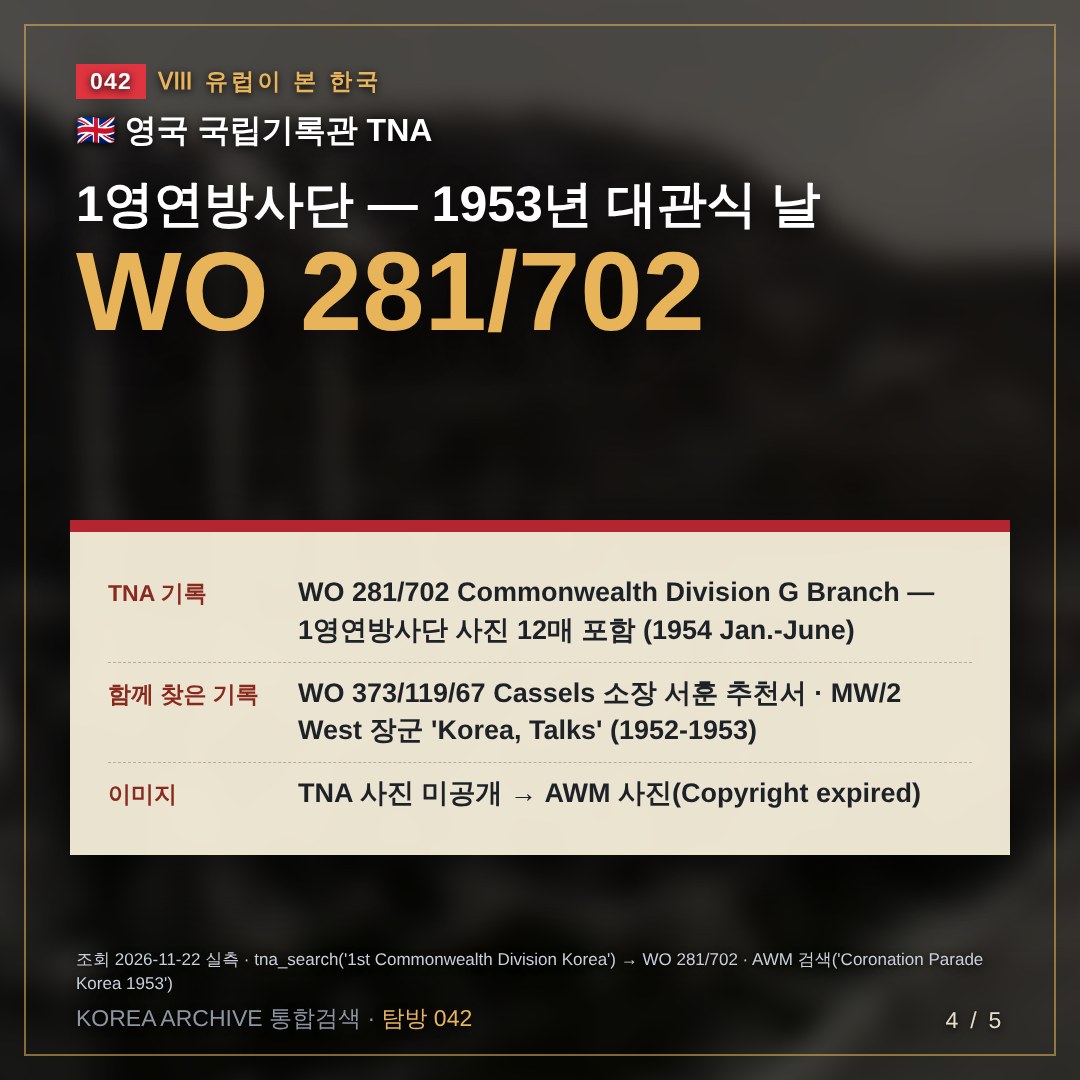 042 Ⅷ 유럽이 본 한국
🇬🇧 영국 국립기록관 TNA
1영연방사단 — 1953년 대관식 날
WO 281/702
TNA 기록 WO 281/702 Commonwealth Division G Branch —
1영연방사단 사진 12매 포함 (1954 Jan.-June)
함께 찾은 기록 WO 373/119/67 Cassels 소장 서훈 추천서 · MW/2
West 장군 'Korea, Talks' (1952-1953)
이미지 TNA 사진 미공개 → AWM 사진(Copyright expired)
조회 2026-11-22 실측 · tna_search('1st Commonwealth Division Korea') → WO 281/702 · AWM 검색('Coronation Parade
Korea 1953')
KOREA ARCHIVE 통합검색 · 탐방 042
4 / 5